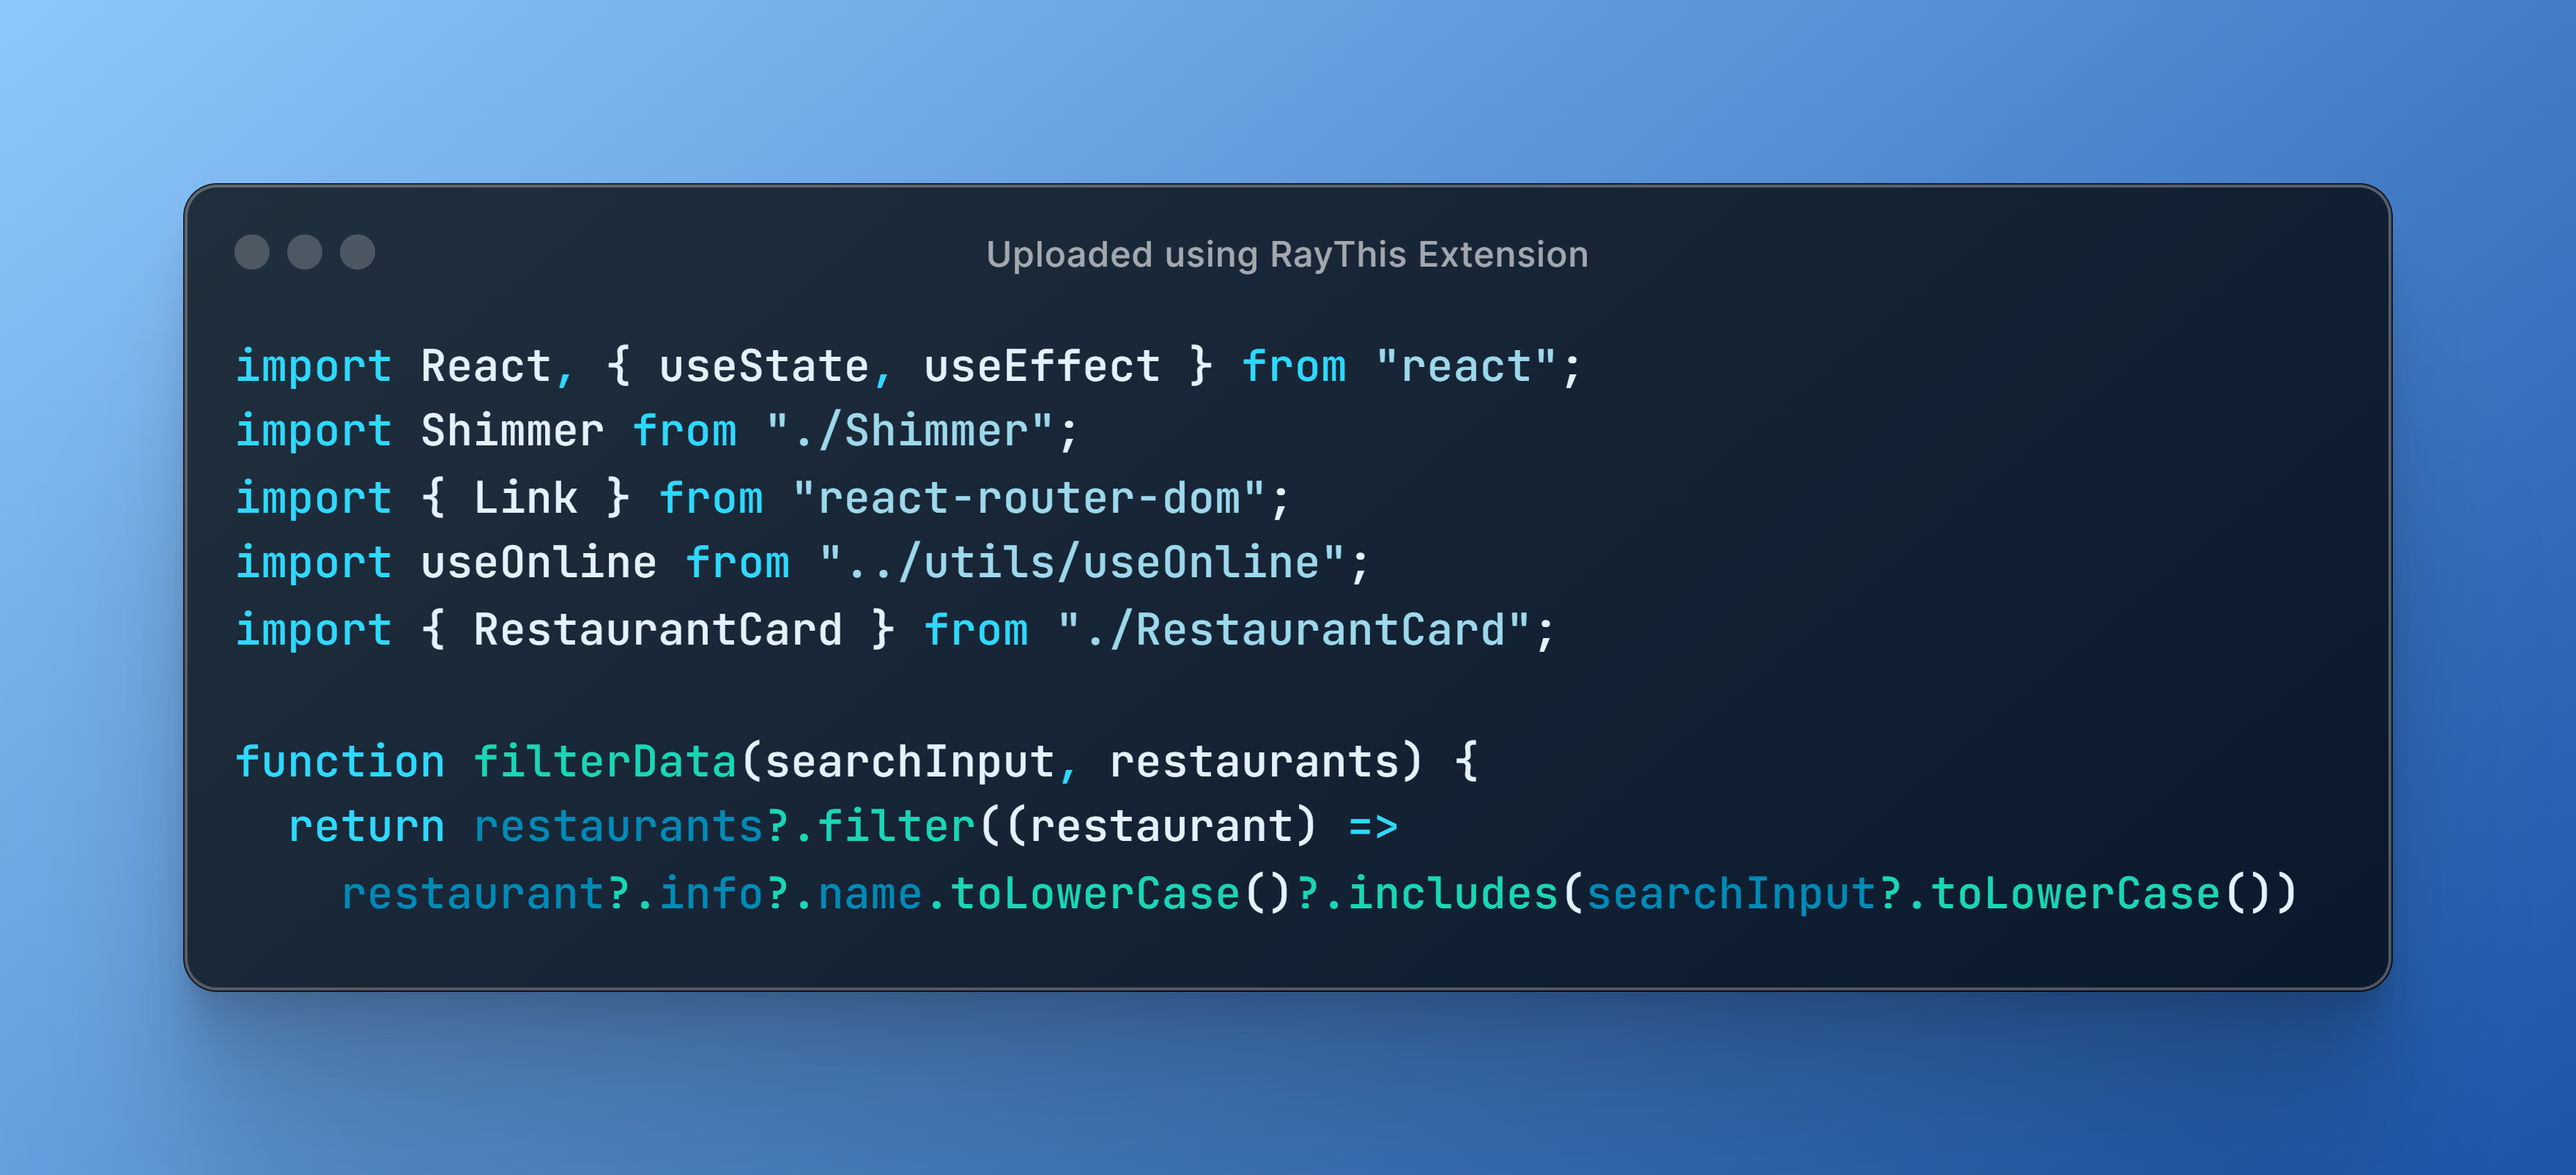 Uploaded using RayThis Extension
import React, { useState, useEffect } from "react";
import Shimmer from "./Shimmer";
import { Link } from "react-router-dom";
import useOnline from "../utils/useOnline";
import { RestaurantCard } from "./RestaurantCard";
function filterData(searchInput, restaurants) {
  return restaurants?.filter((restaurant) =>
    restaurant?.info?.name.toLowerCase()?.includes(searchInput?.toLowerCase())